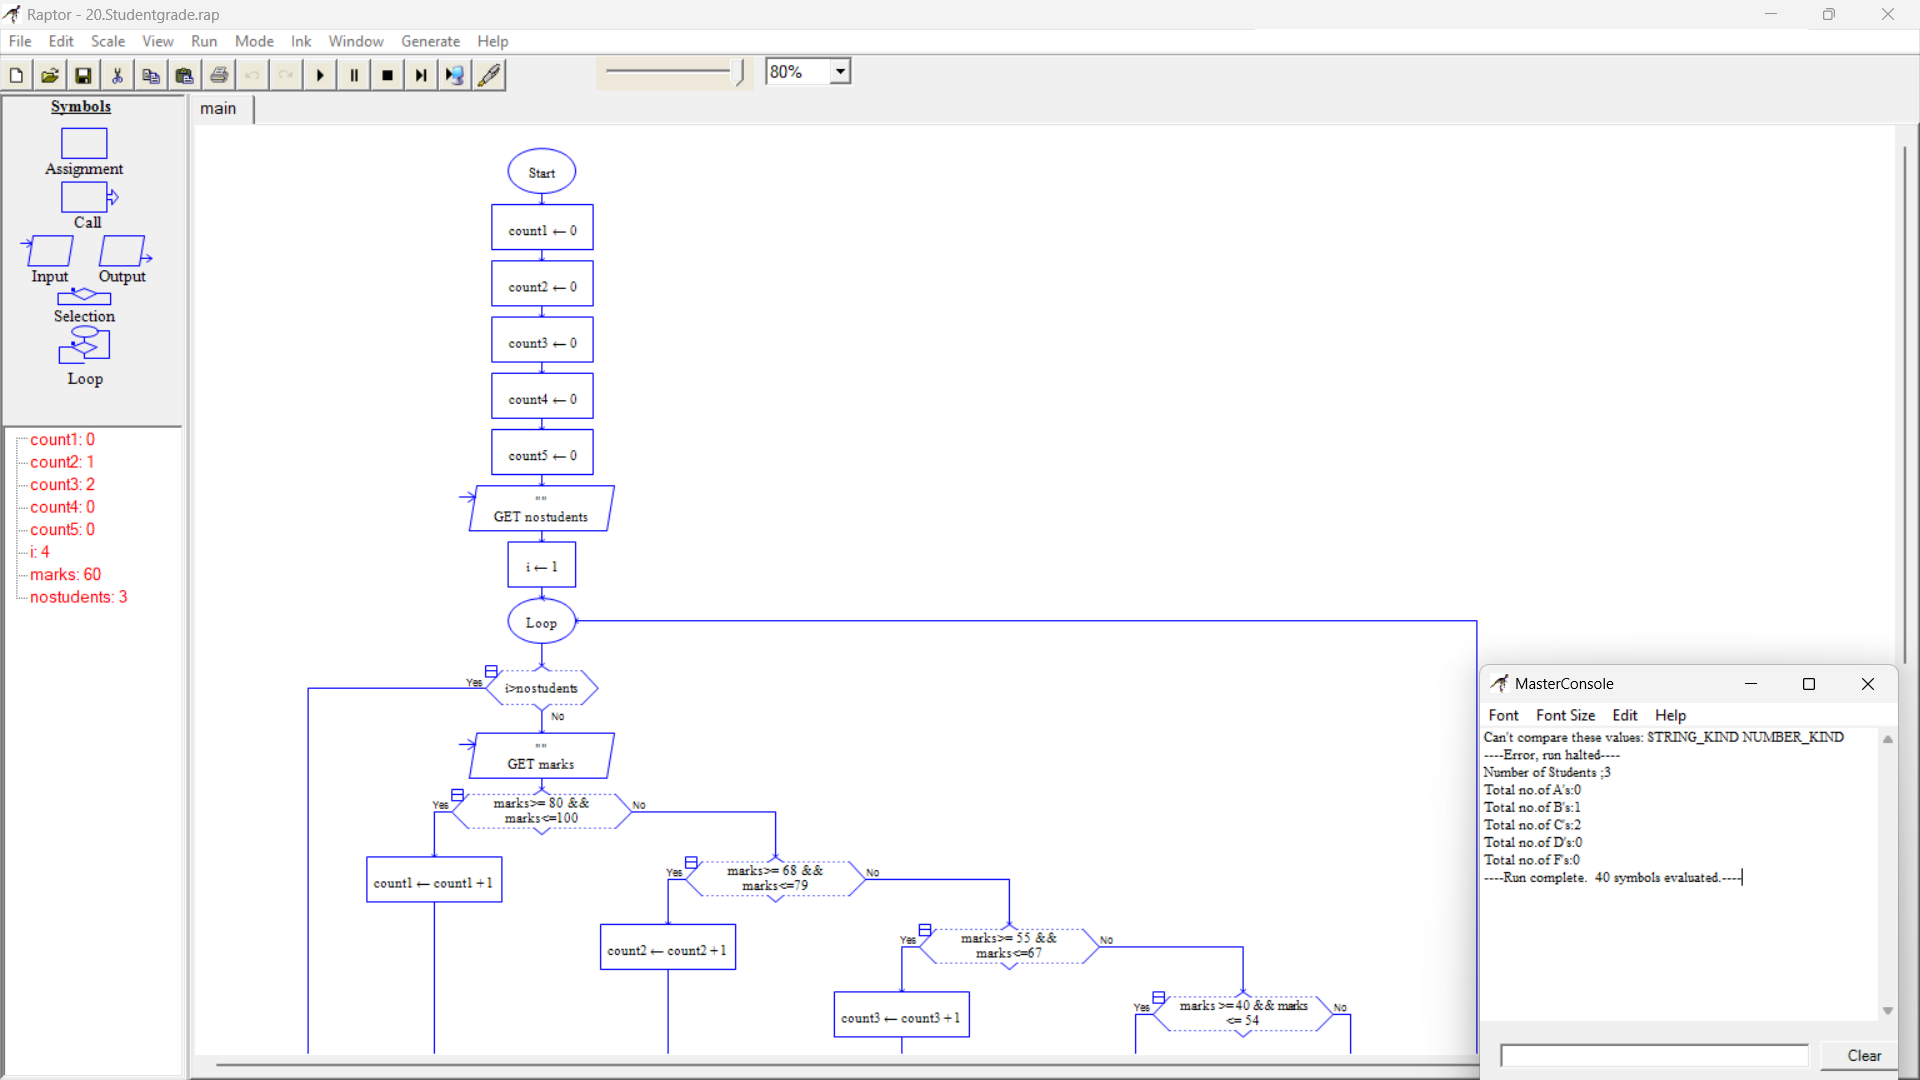 Raptor - 20.Studentgrade.rap
File Edit Scale View Run Mode Ink Window Generate Help
80%
Symbols
Assignment
Call
Input Output
Selection
Loop
count1: 0
count2: 1
count3: 2
count4: 0
count5: 0
i: 4
marks: 60
nostudents: 3
main
Start
count1 ← 0
count2 ← 0
count3 ← 0
count4 ← 0
count5 ← 0
""
GET nostudents
i ← 1
Loop
Yes
i>nostudents
No
""
GET marks
Yes
marks>= 80 &&
marks<=100
No
count1 ← count1 +1
Yes
marks>= 68 &&
marks<=79
No
count2 ← count2 +1
Yes
marks>= 55 &&
marks<=67
No
count3 ← count3 +1
Yes
marks >=40 && marks
<= 54
No
MasterConsole
Font Font Size Edit Help
Can't compare these values: STRING_KIND NUMBER_KIND
----Error, run halted----
Number of Students ;3
Total no.of A's:0
Total no.of B's:1
Total no.of C's:2
Total no.of D's:0
Total no.of F's:0
----Run complete.  40 symbols evaluated.----
Clear